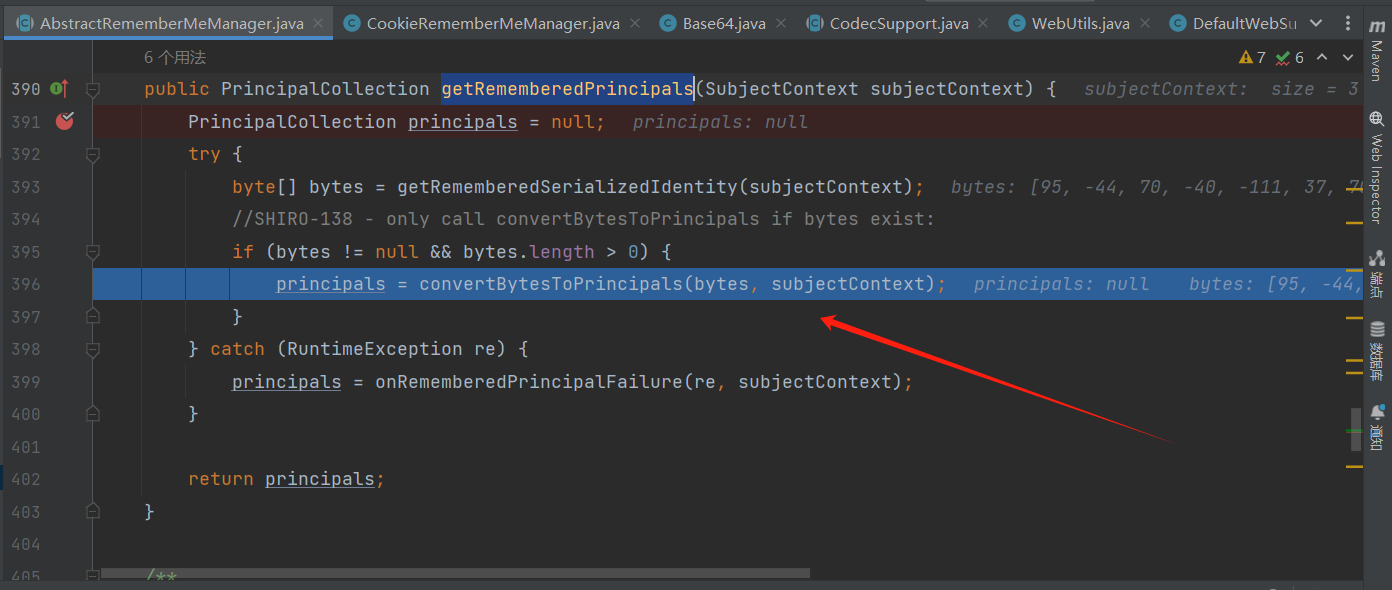 AbstractRememberMeManager.java CookieRememberMeManager.java Base64.java CodecSupport.java WebUtils.java DefaultWebSu
6 个用法 7 6
390 public PrincipalCollection getRememberedPrincipals(SubjectContext subjectContext) { subjectContext: size = 3
391 PrincipalCollection principals = null; principals: null
392 try {
393 byte[] bytes = getRememberedSerializedIdentity(subjectContext); bytes: [95, -44, 70, -40, -111, 37, 
394 //SHIRO-138 - only call convertBytesToPrincipals if bytes exist:
395 if (bytes != null && bytes.length > 0) {
396 principals = convertBytesToPrincipals(bytes, subjectContext); principals: null bytes: [95, -44,
397 }
398 } catch (RuntimeException re) {
399 principals = onRememberedPrincipalFailure(re, subjectContext);
400 }
401
402 return principals;
403 }
404
405 /**
m
Maven
Web Inspector
端点
数据库
通知